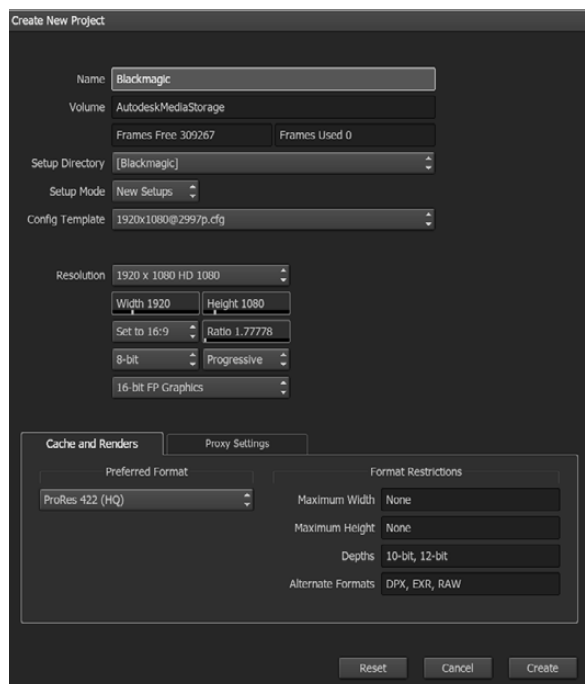 Create New Project
Name Blackmagic
Volume AutodeskMediaStorage
Frames Free 309267 Frames Used 0
Setup Directory [Blackmagic]
Setup Mode New Setups
Config Template 1920x1080@2997p.cfg
Resolution 1920 x 1080 HD 1080
Width 1920 Height 1080
Set to 16:9 Ratio 1.77778
8-bit Progressive
16-bit FP Graphics
Cache and Renders Proxy Settings
Preferred Format Format Restrictions
ProRes 422 (HQ) Maximum Width None
Maximum Height None
Depths 10-bit, 12-bit
Alternate Formats DPX, EXR, RAW
Reset Cancel Create